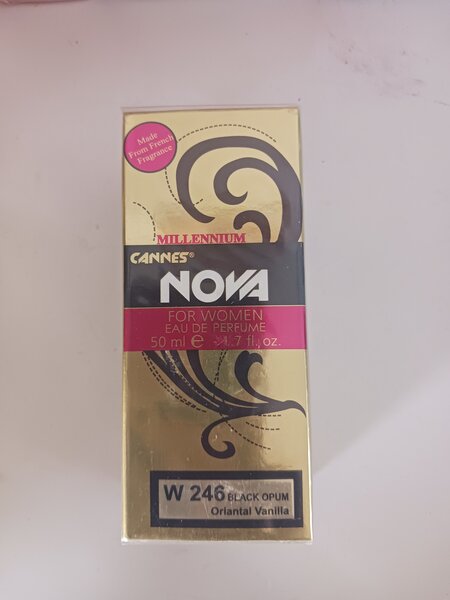 Made
From French
Fragrance
MILLENNIUM
CANNES®
NOVA
FOR WOMEN
EAU DE PERFUME
50 ml e 1.7 fl. oz.
W 246 BLACK OPUM
Oriantal Vanilla